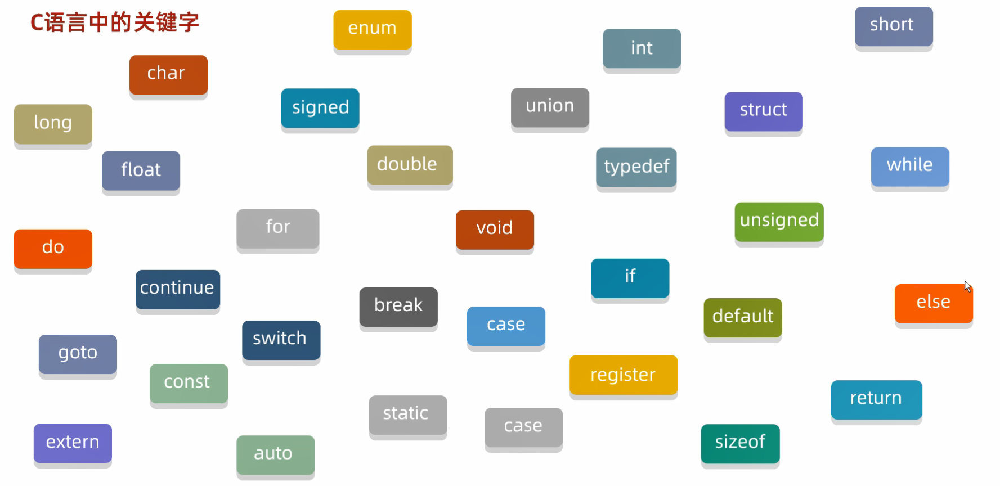 C语言中的关键字
enum
short
int
char
signed
union
struct
long
float
double
typedef
while
for
void
unsigned
do
continue
if
break
case
default
else
switch
goto
const
register
return
static
case
extern
auto
sizeof